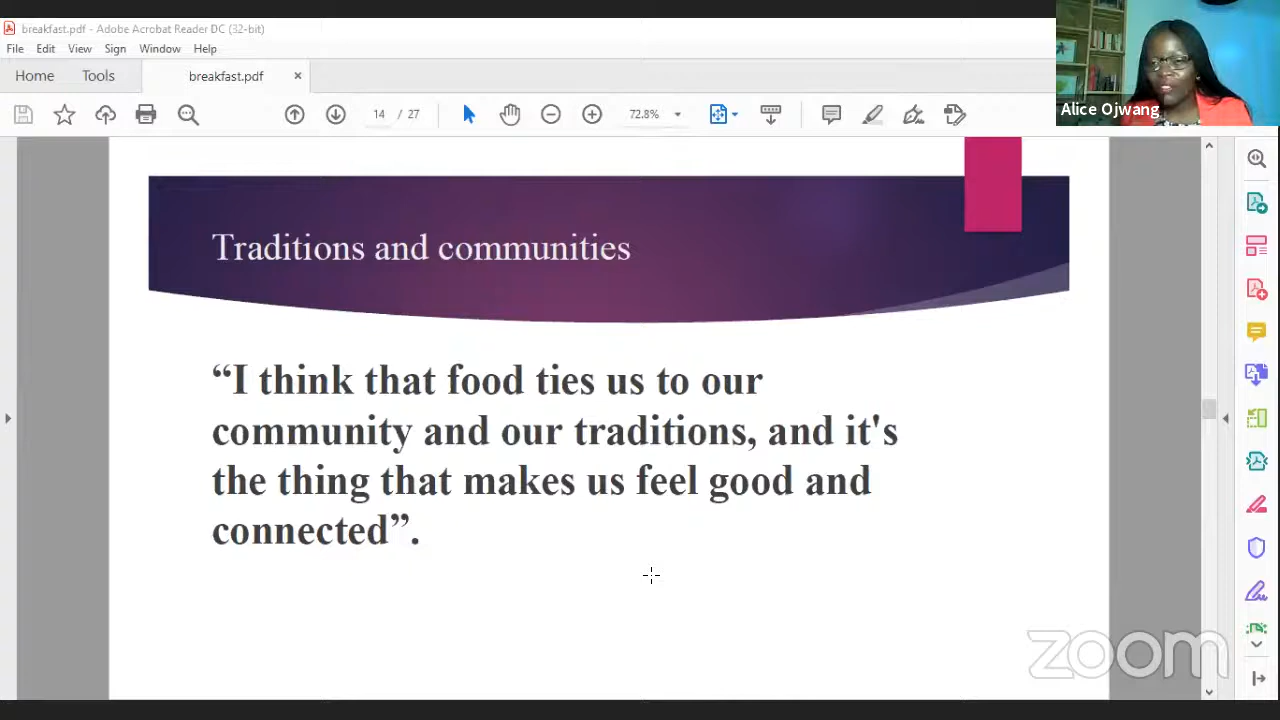 breakfast.pdf - Adobe Acrobat Reader DC (32-bit)
File Edit View Sign Window Help
Home Tools breakfast.pdf ×
14 / 27 72.8%
Alice Ojwang
Traditions and communities
“I think that food ties us to our
community and our traditions, and it's
the thing that makes us feel good and
connected”.
zoom